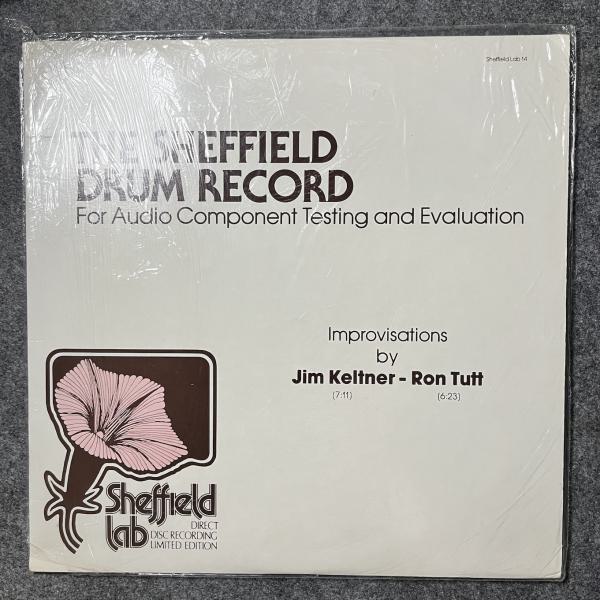 Sheffield Lab 14
THE SHEFFIELD
DRUM RECORD
For Audio Component Testing and Evaluation
Improvisations
by
Jim Keltner - Ron Tutt
(7:11) (6:23)
Sheffield
lab
DIRECT
DISC RECORDING
LIMITED EDITION